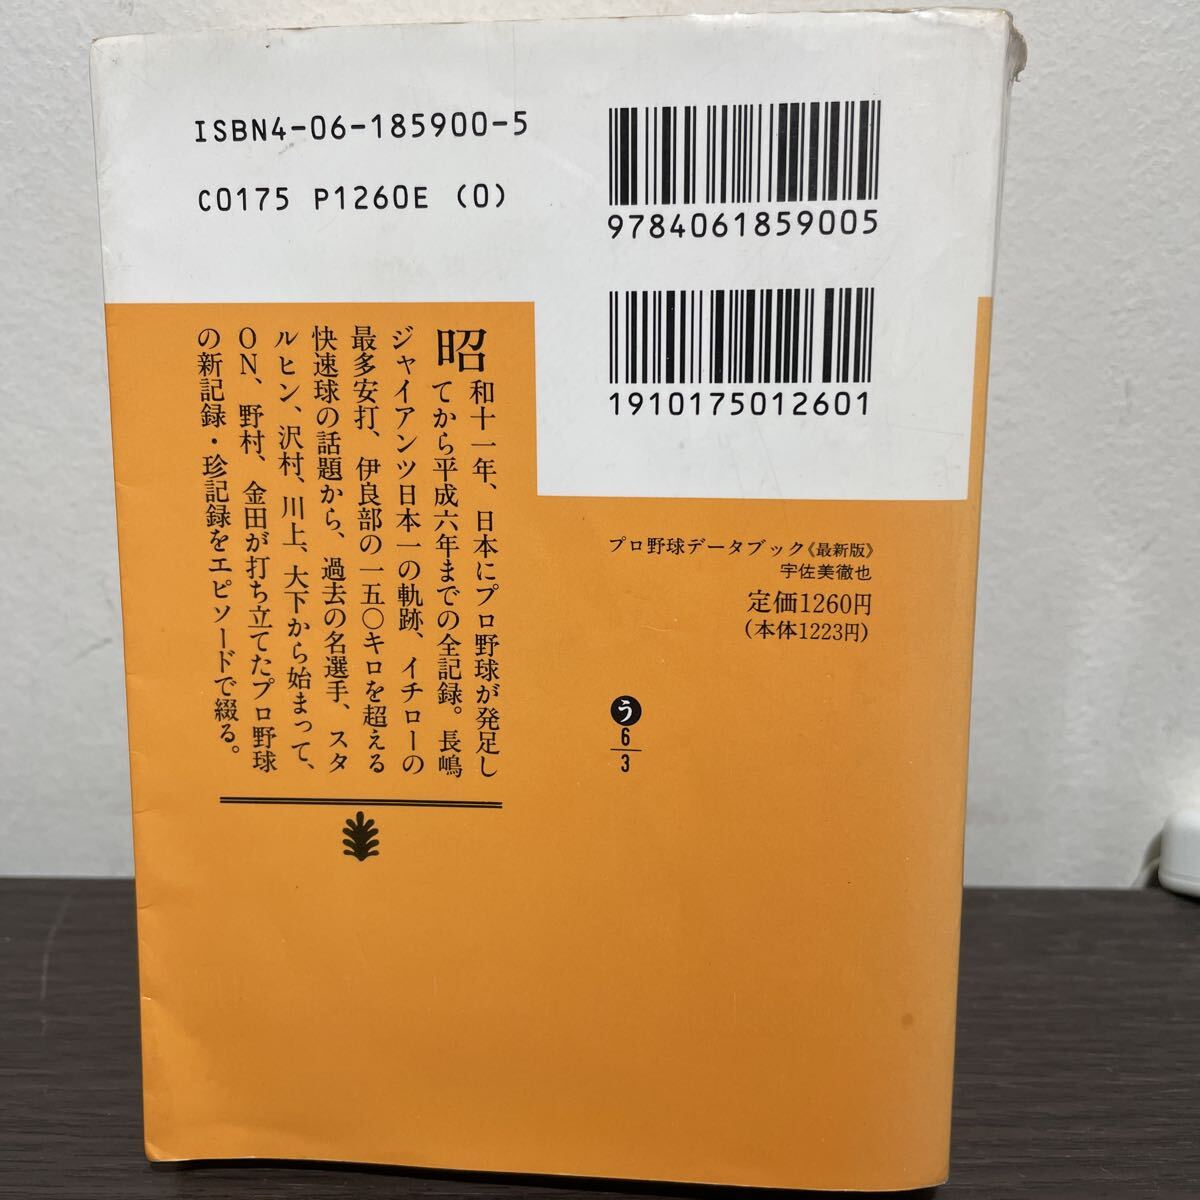 ISBN4-06-185900-5
C0175 P1260E (0)
9784061859005
1910175012601
昭和十一年、日本にプロ野球が発足し
てから平成六年までの全記録。長嶋
ジャイアンツ日本一の軌跡、イチローの
最多安打、伊良部の一五〇キロを超える
快速球の話題から、過去の名選手、スタ
ルヒン、沢村、川上、大下から始まって、
ON、野村、金田が打ち立てたプロ野球
の新記録・珍記録をエピソードで綴る。
プロ野球データブック《最新版》
宇佐美徹也
定価1260円
(本体1223円)
う
6
3